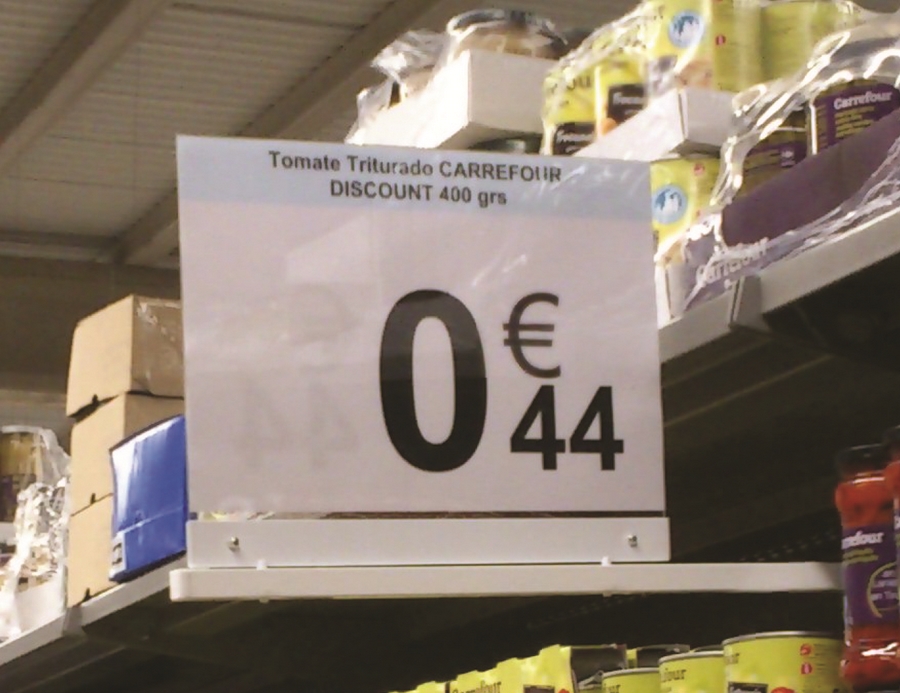 Carrefour
Tomate Triturado CARREFOUR
DISCOUNT 400 grs
Carrefour
0 €
44